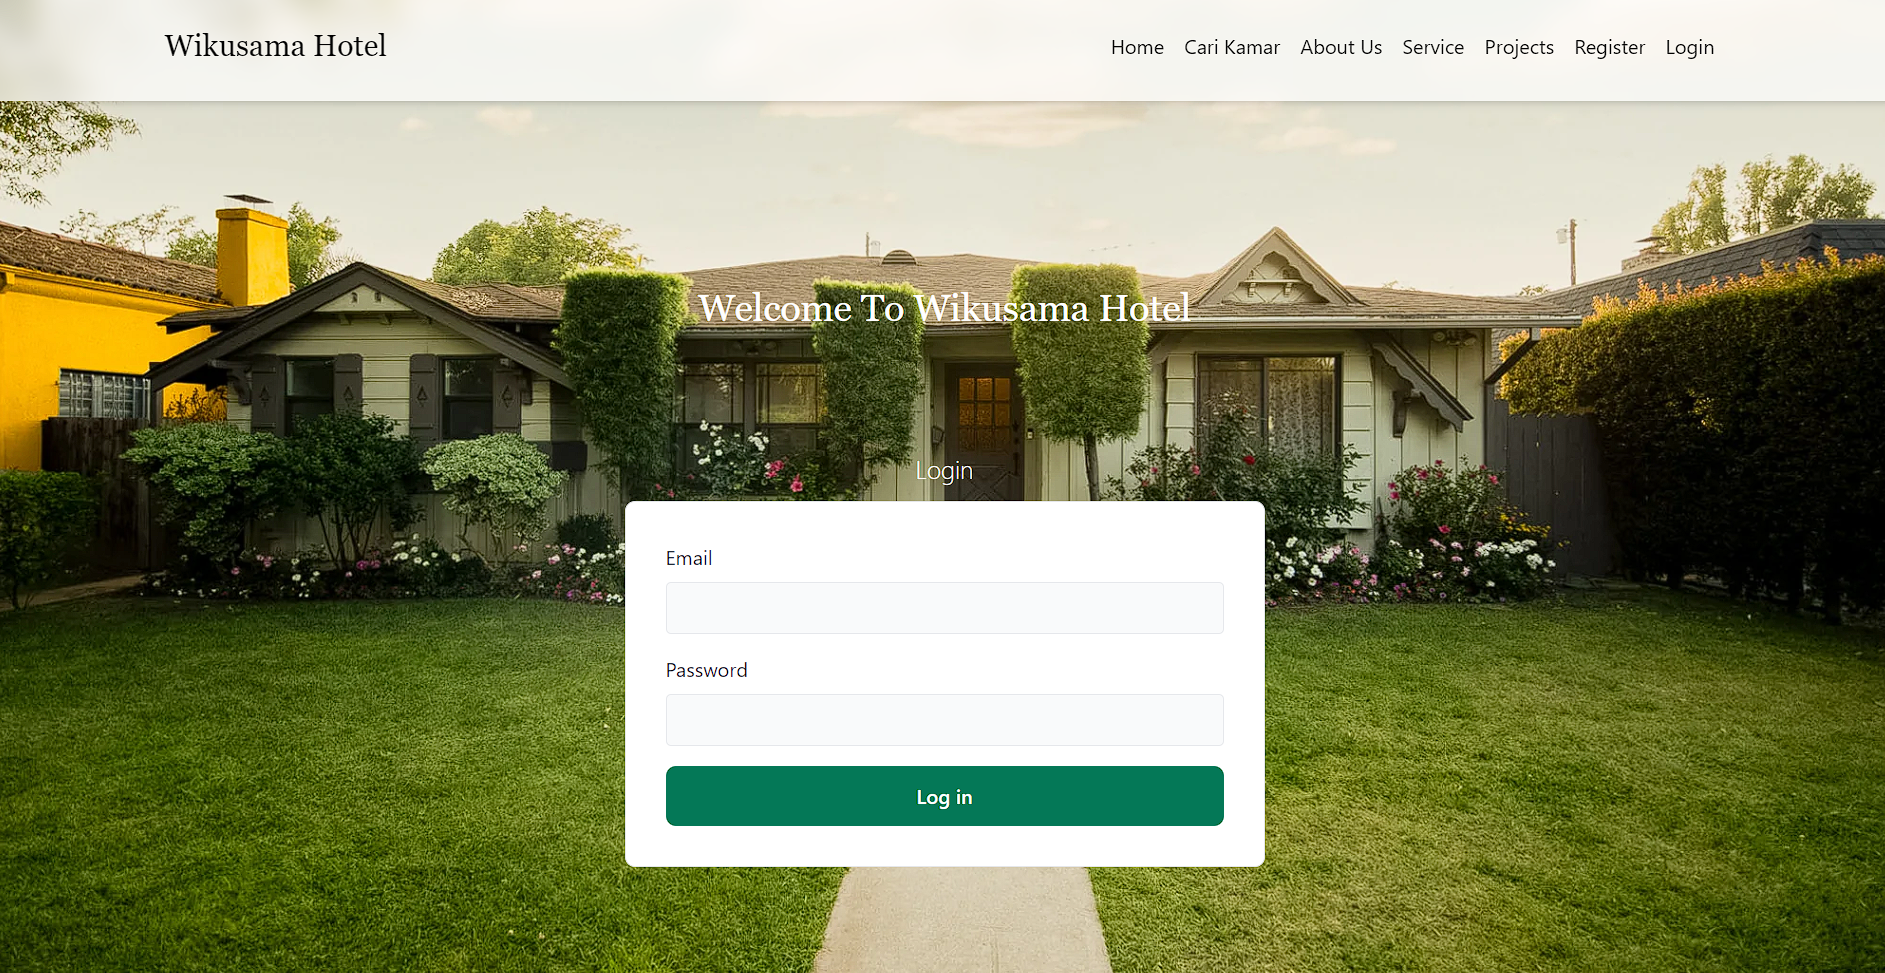 Wikusama Hotel
Home Cari Kamar About Us Service Projects Register Login
Welcome To Wikusama Hotel
Login
Email
Password
Log in